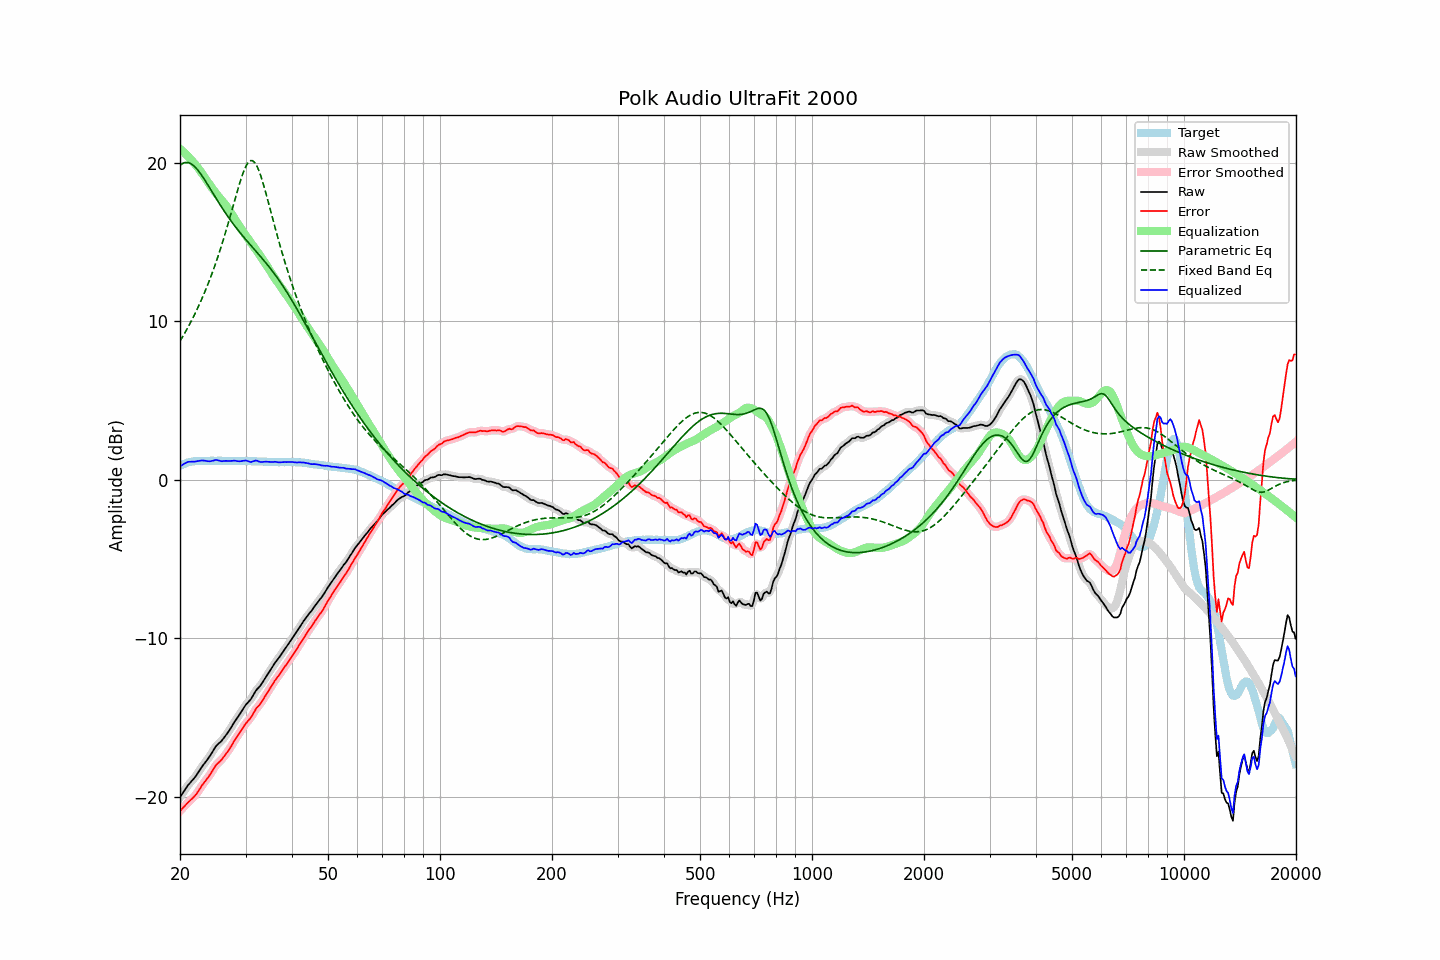 Polk Audio UltraFit 2000
Amplitude (dBr)
20
10
0
−10
−20
Target
Raw Smoothed
Error Smoothed
Raw
Error
Equalization
Parametric Eq
Fixed Band Eq
Equalized
20 50 100 200 500 1000 2000 5000 10000 20000
Frequency (Hz)